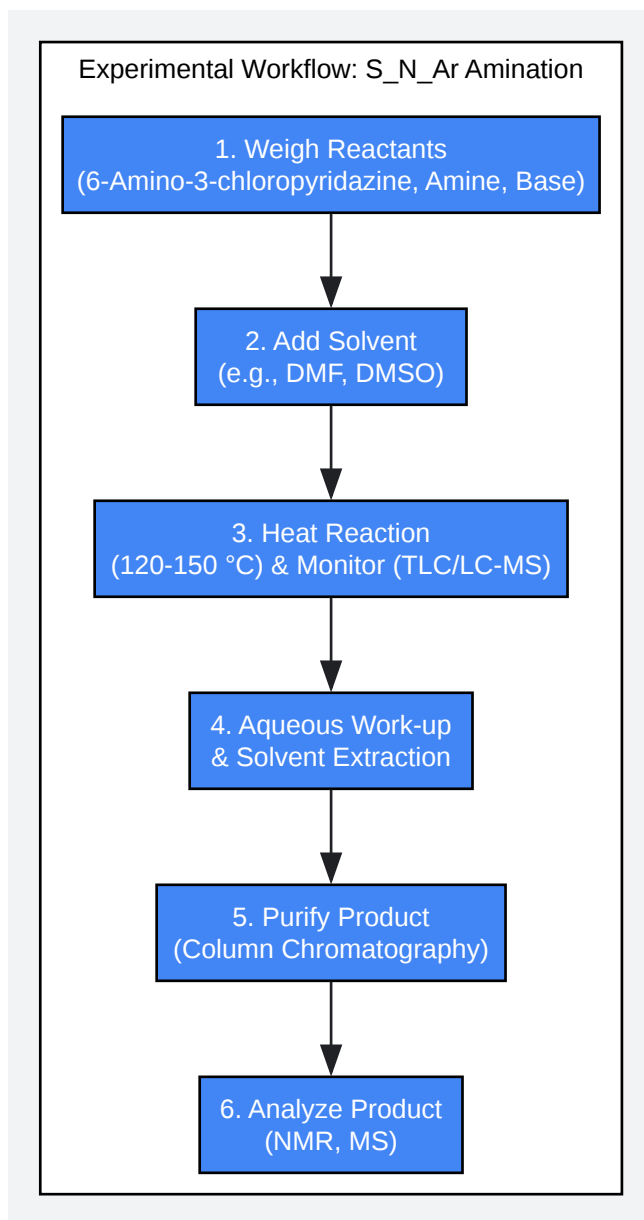 Experimental Workflow: S_N_Ar Amination
1. Weigh Reactants
(6-Amino-3-chloropyridazine, Amine, Base)
2. Add Solvent
(e.g., DMF, DMSO)
3. Heat Reaction
(120-150 °C) & Monitor (TLC/LC-MS)
4. Aqueous Work-up
& Solvent Extraction
5. Purify Product
(Column Chromatography)
6. Analyze Product
(NMR, MS)